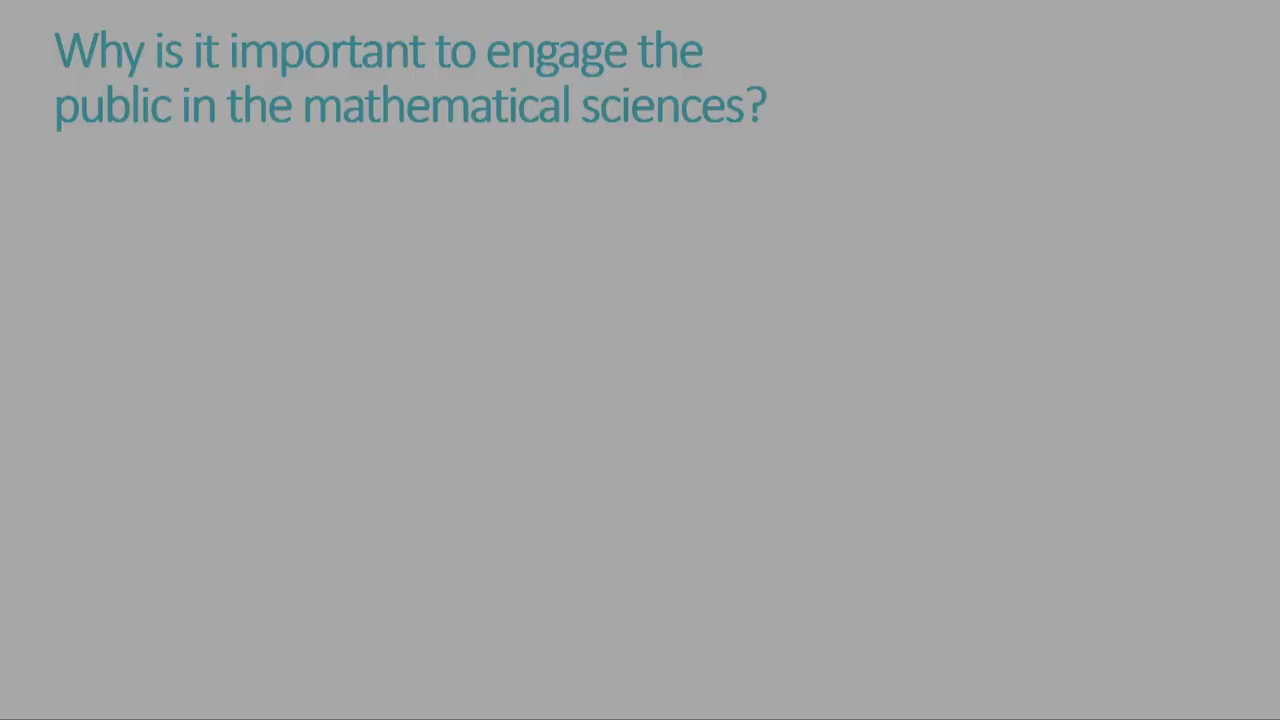 Why is it important to engage the
public in the mathematical sciences?